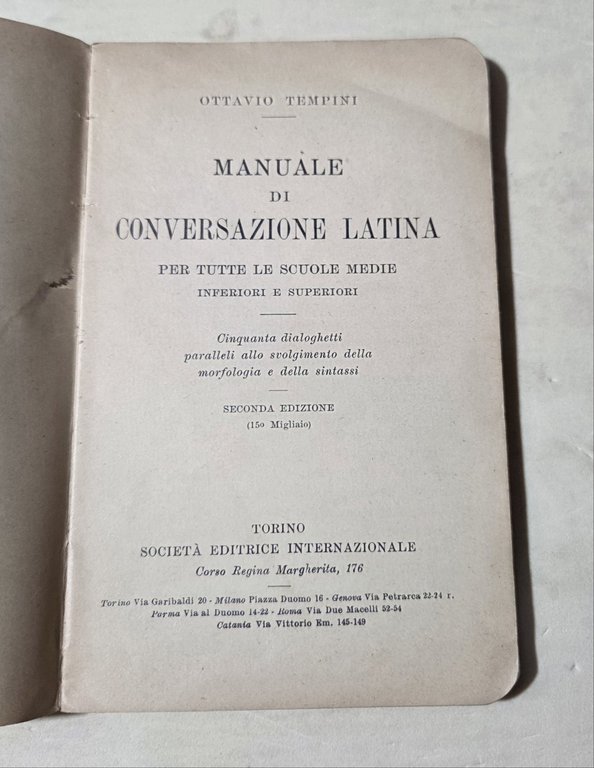 OTTAVIO TEMPINI
MANUALE
DI
CONVERSAZIONE LATINA
PER TUTTE LE SCUOLE MEDIE
INFERIORI E SUPERIORI
Cinquanta dialoghetti
paralleli allo svolgimento della
morfologia e della sintassi
SECONDA EDIZIONE
(15o Migliaio)
TORINO
SOCIETÀ EDITRICE INTERNAZIONALE
Corso Regina Margherita, 176
Torino Via Garibaldi 20 - Milano Piazza Duomo 16 - Genova Via Petrarca 22-24 r.
Parma Via al Duomo 14-22 - Roma Via Due Macelli 52-54
Catania Via Vittorio Em. 145-149